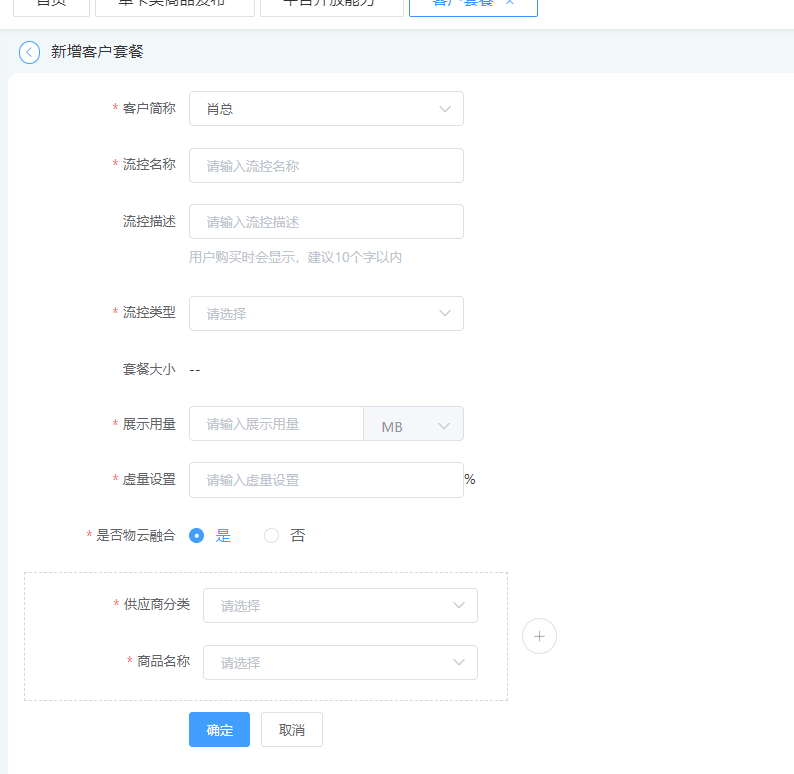 客户套餐 ×
新增客户套餐
* 客户简称 肖总
* 流控名称 请输入流控名称
流控描述 请输入流控描述
用户购买时会显示，建议10个字以内
* 流控类型 请选择
套餐大小 --
* 展示用量 请输入展示用量 MB
* 虚量设置 请输入虚量设置 %
* 是否物云融合 是 否
* 供应商分类 请选择
* 商品名称 请选择
确定 取消